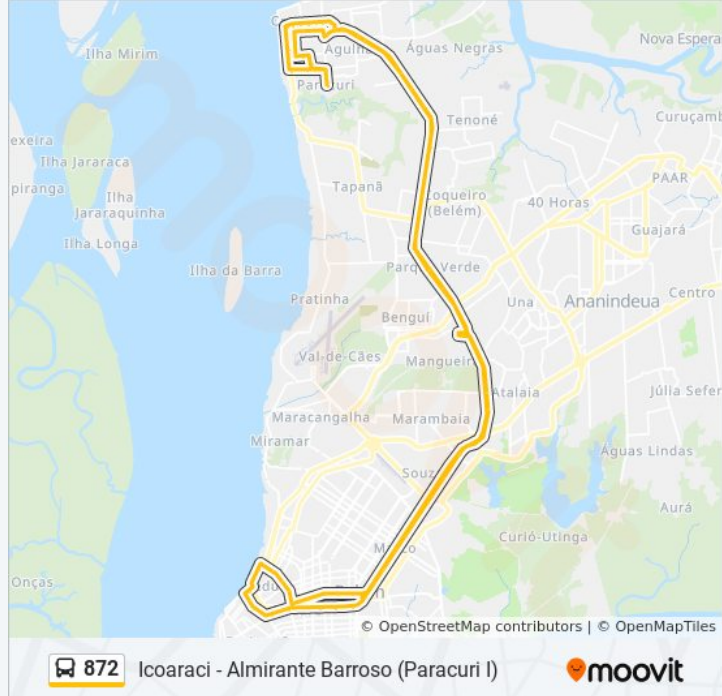 Ilha Mirim
Águas Negras
Nova Espera
Paracuri
Tenoné
Curuçamb
exeira
Ilha Jararaca
Tapanã
PAAR
piranga
Ilha
Jararaquinha
oqueiro
(Belém)
40 Horas
Guajará
Ilha Longa
Ilha da Barra
Parque Verde
Pratinha
Una
Ananindeua
Centro
Benguí
Val-de-Cães
Mangueir
Atalaia
Júlia Sefer
Maracangalha
Marambaia
Miramar
Souz
Águas Lindas
Aurá
Curió-Utinga
Onças
© OpenStreetMap contributors | © OpenMapTiles
872 Icoaraci - Almirante Barroso (Paracuri I) moovit